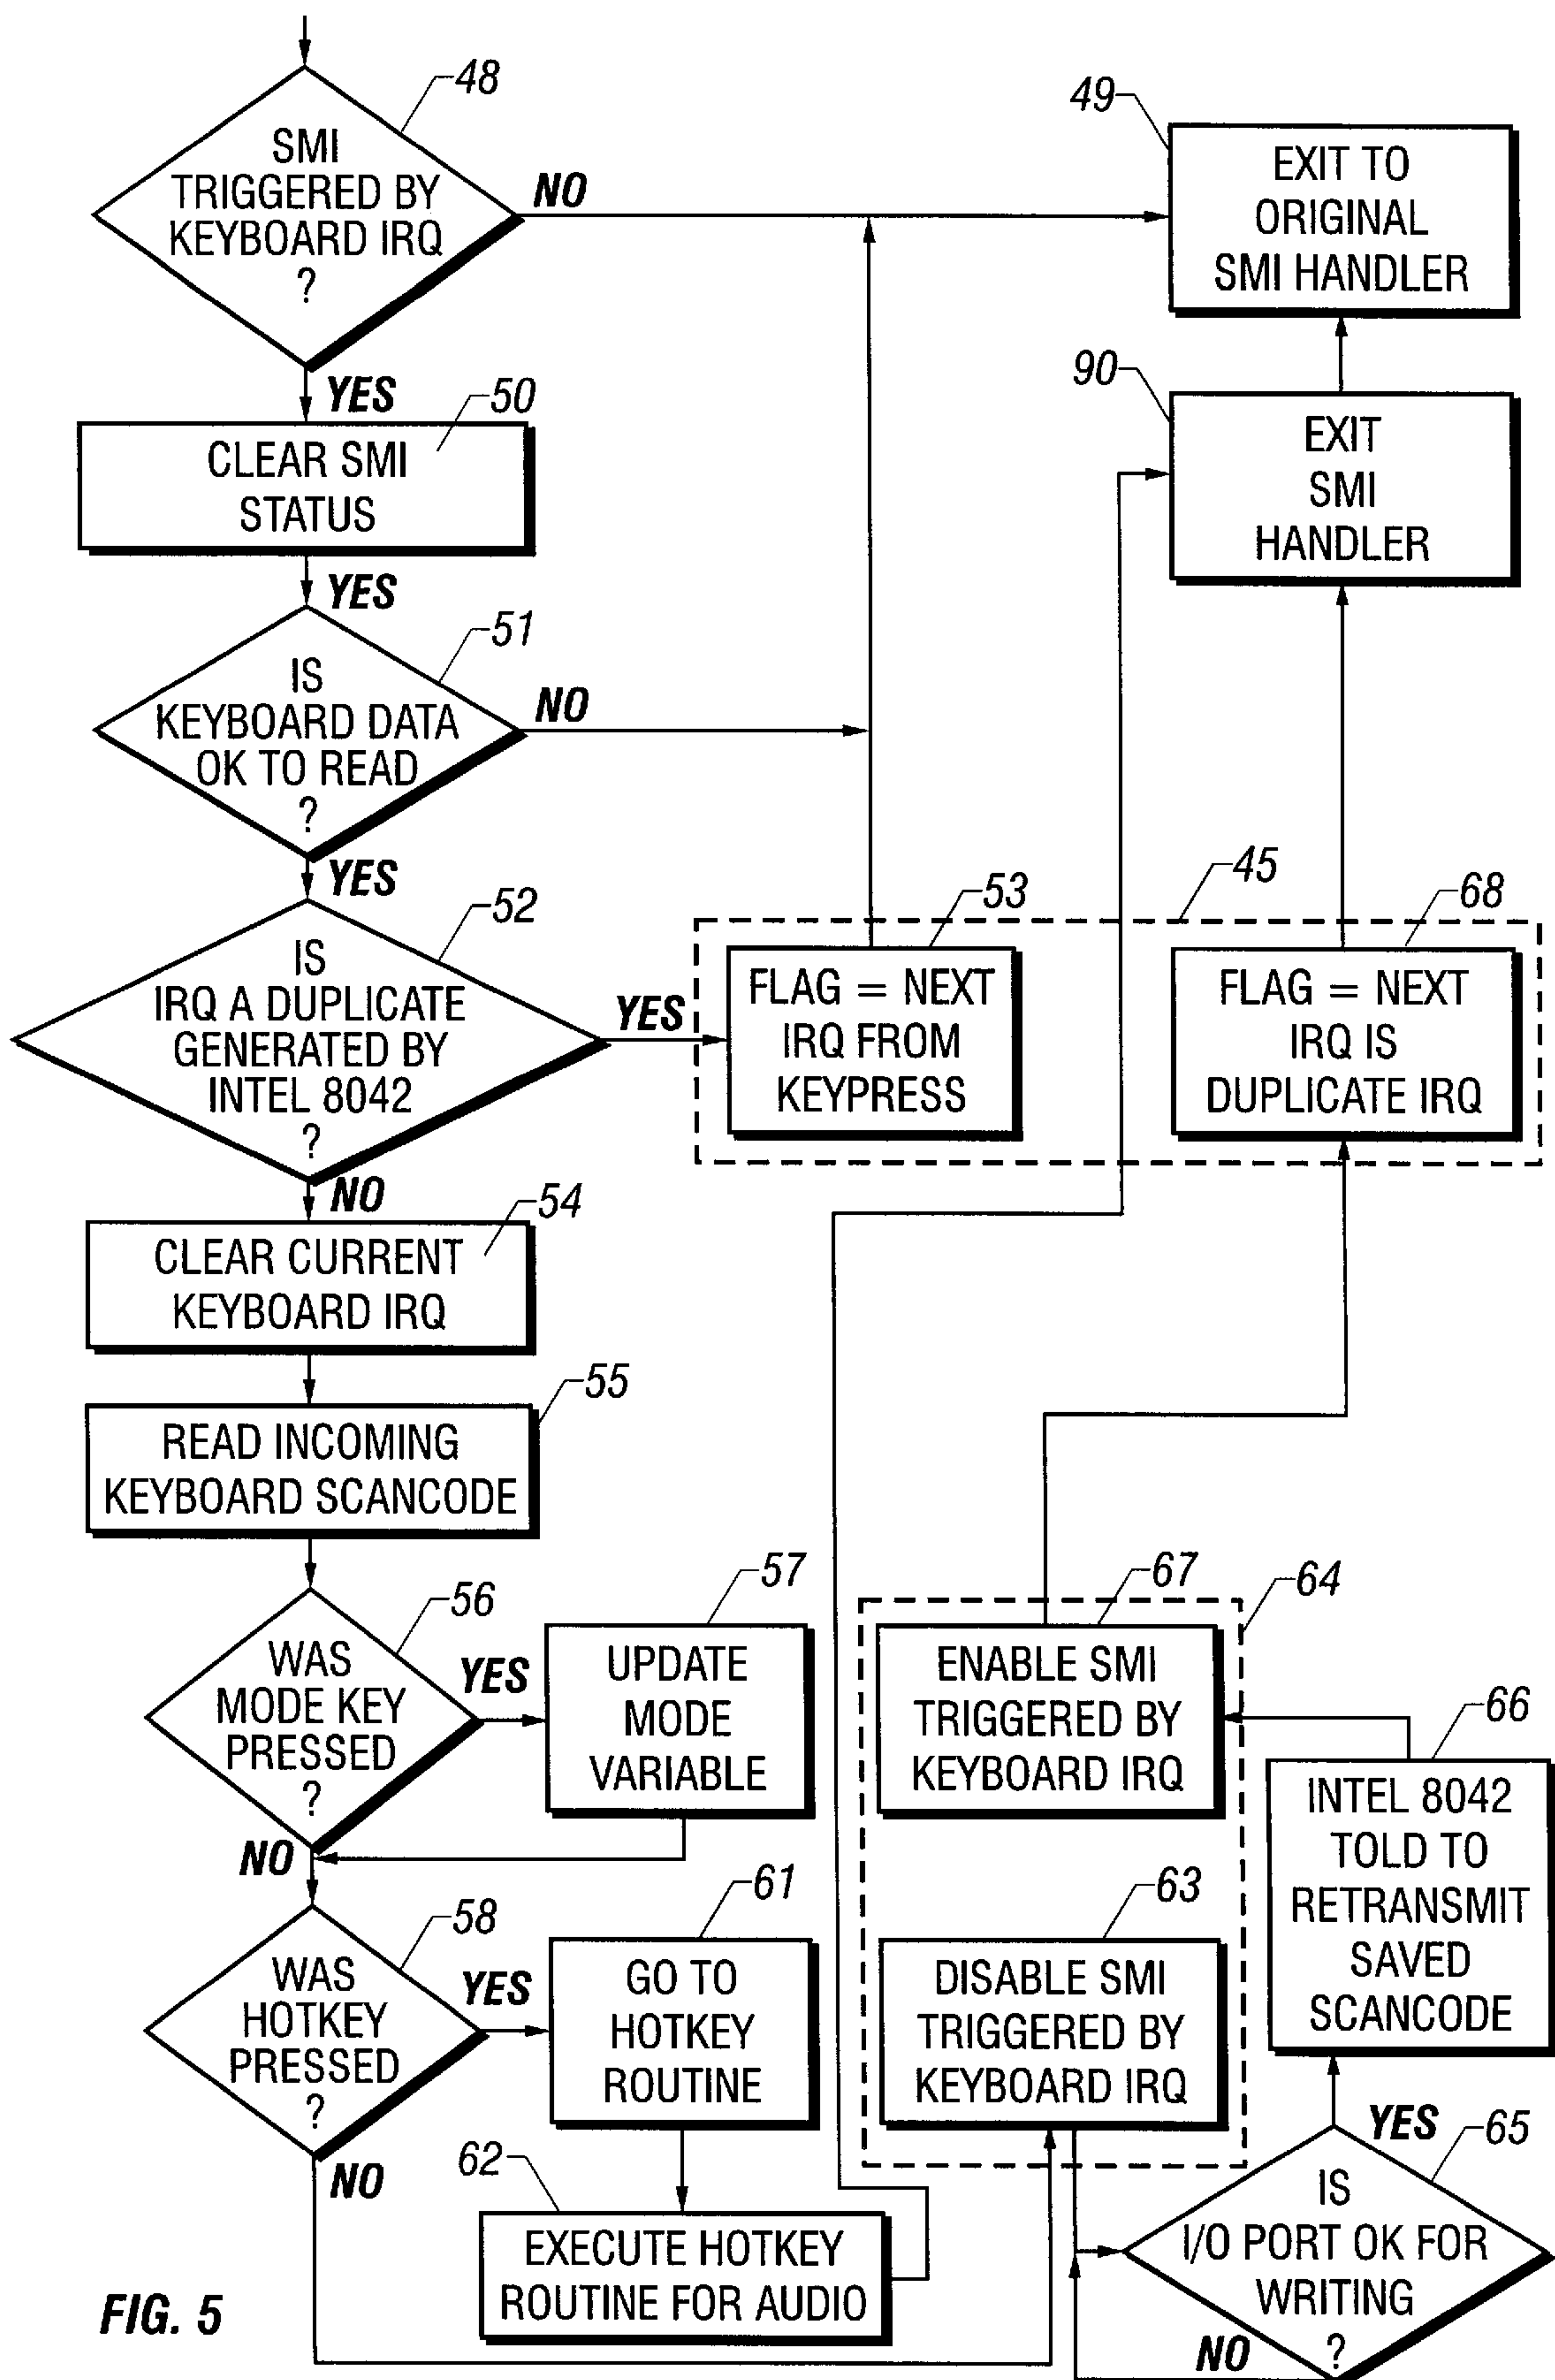 48
SMI
TRIGGERED BY
KEYBOARD IRQ
?
NO
49
EXIT TO
ORIGINAL
SMI HANDLER
YES
50
CLEAR SMI
STATUS
90
EXIT
SMI
HANDLER
YES
51
IS
KEYBOARD DATA
OK TO READ
?
NO
YES
52
IS
IRQ A DUPLICATE
GENERATED BY
INTEL 8042
?
YES
45
53
FLAG = NEXT
IRQ FROM
KEYPRESS
68
FLAG = NEXT
IRQ IS
DUPLICATE IRQ
NO
54
CLEAR CURRENT
KEYBOARD IRQ
55
READ INCOMING
KEYBOARD SCANCODE
56
WAS
MODE KEY
PRESSED
?
YES
57
UPDATE
MODE
VARIABLE
NO
58
WAS
HOTKEY
PRESSED
?
YES
61
GO TO
HOTKEY
ROUTINE
NO
62
EXECUTE HOTKEY
ROUTINE FOR AUDIO
64
67
ENABLE SMI
TRIGGERED BY
KEYBOARD IRQ
63
DISABLE SMI
TRIGGERED BY
KEYBOARD IRQ
66
INTEL 8042
TOLD TO
RETRANSMIT
SAVED
SCANCODE
YES
65
IS
I/O PORT OK FOR
WRITING
?
NO
FIG. 5